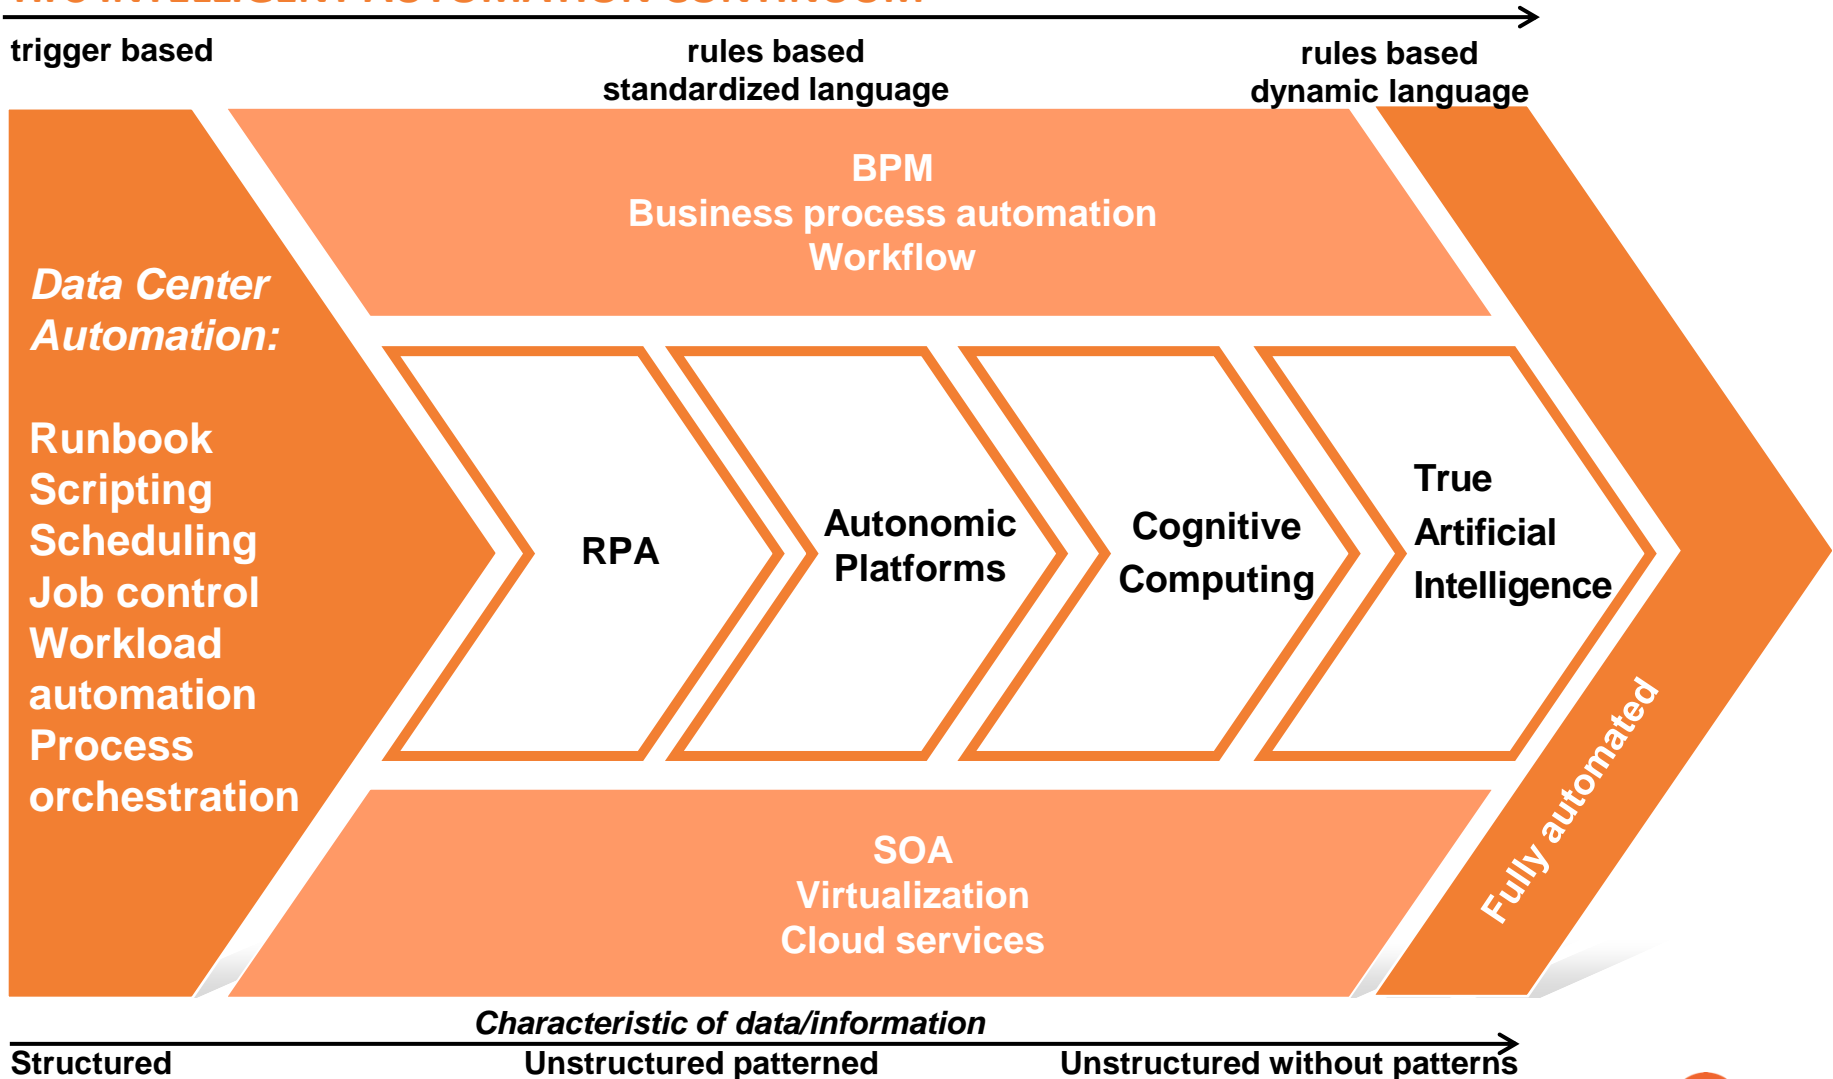 trigger based
rules based
standardized language
rules based
dynamic language
BPM
Business process automation
Workflow
Data Center
Automation:
Runbook
Scripting
Scheduling
Job control
Workload
automation
Process
orchestration
RPA
Autonomic
Platforms
Cognitive
Computing
True
Artificial
Intelligence
Fully automated
SOA
Virtualization
Cloud services
Characteristic of data/information
Structured
Unstructured patterned
Unstructured without patterns